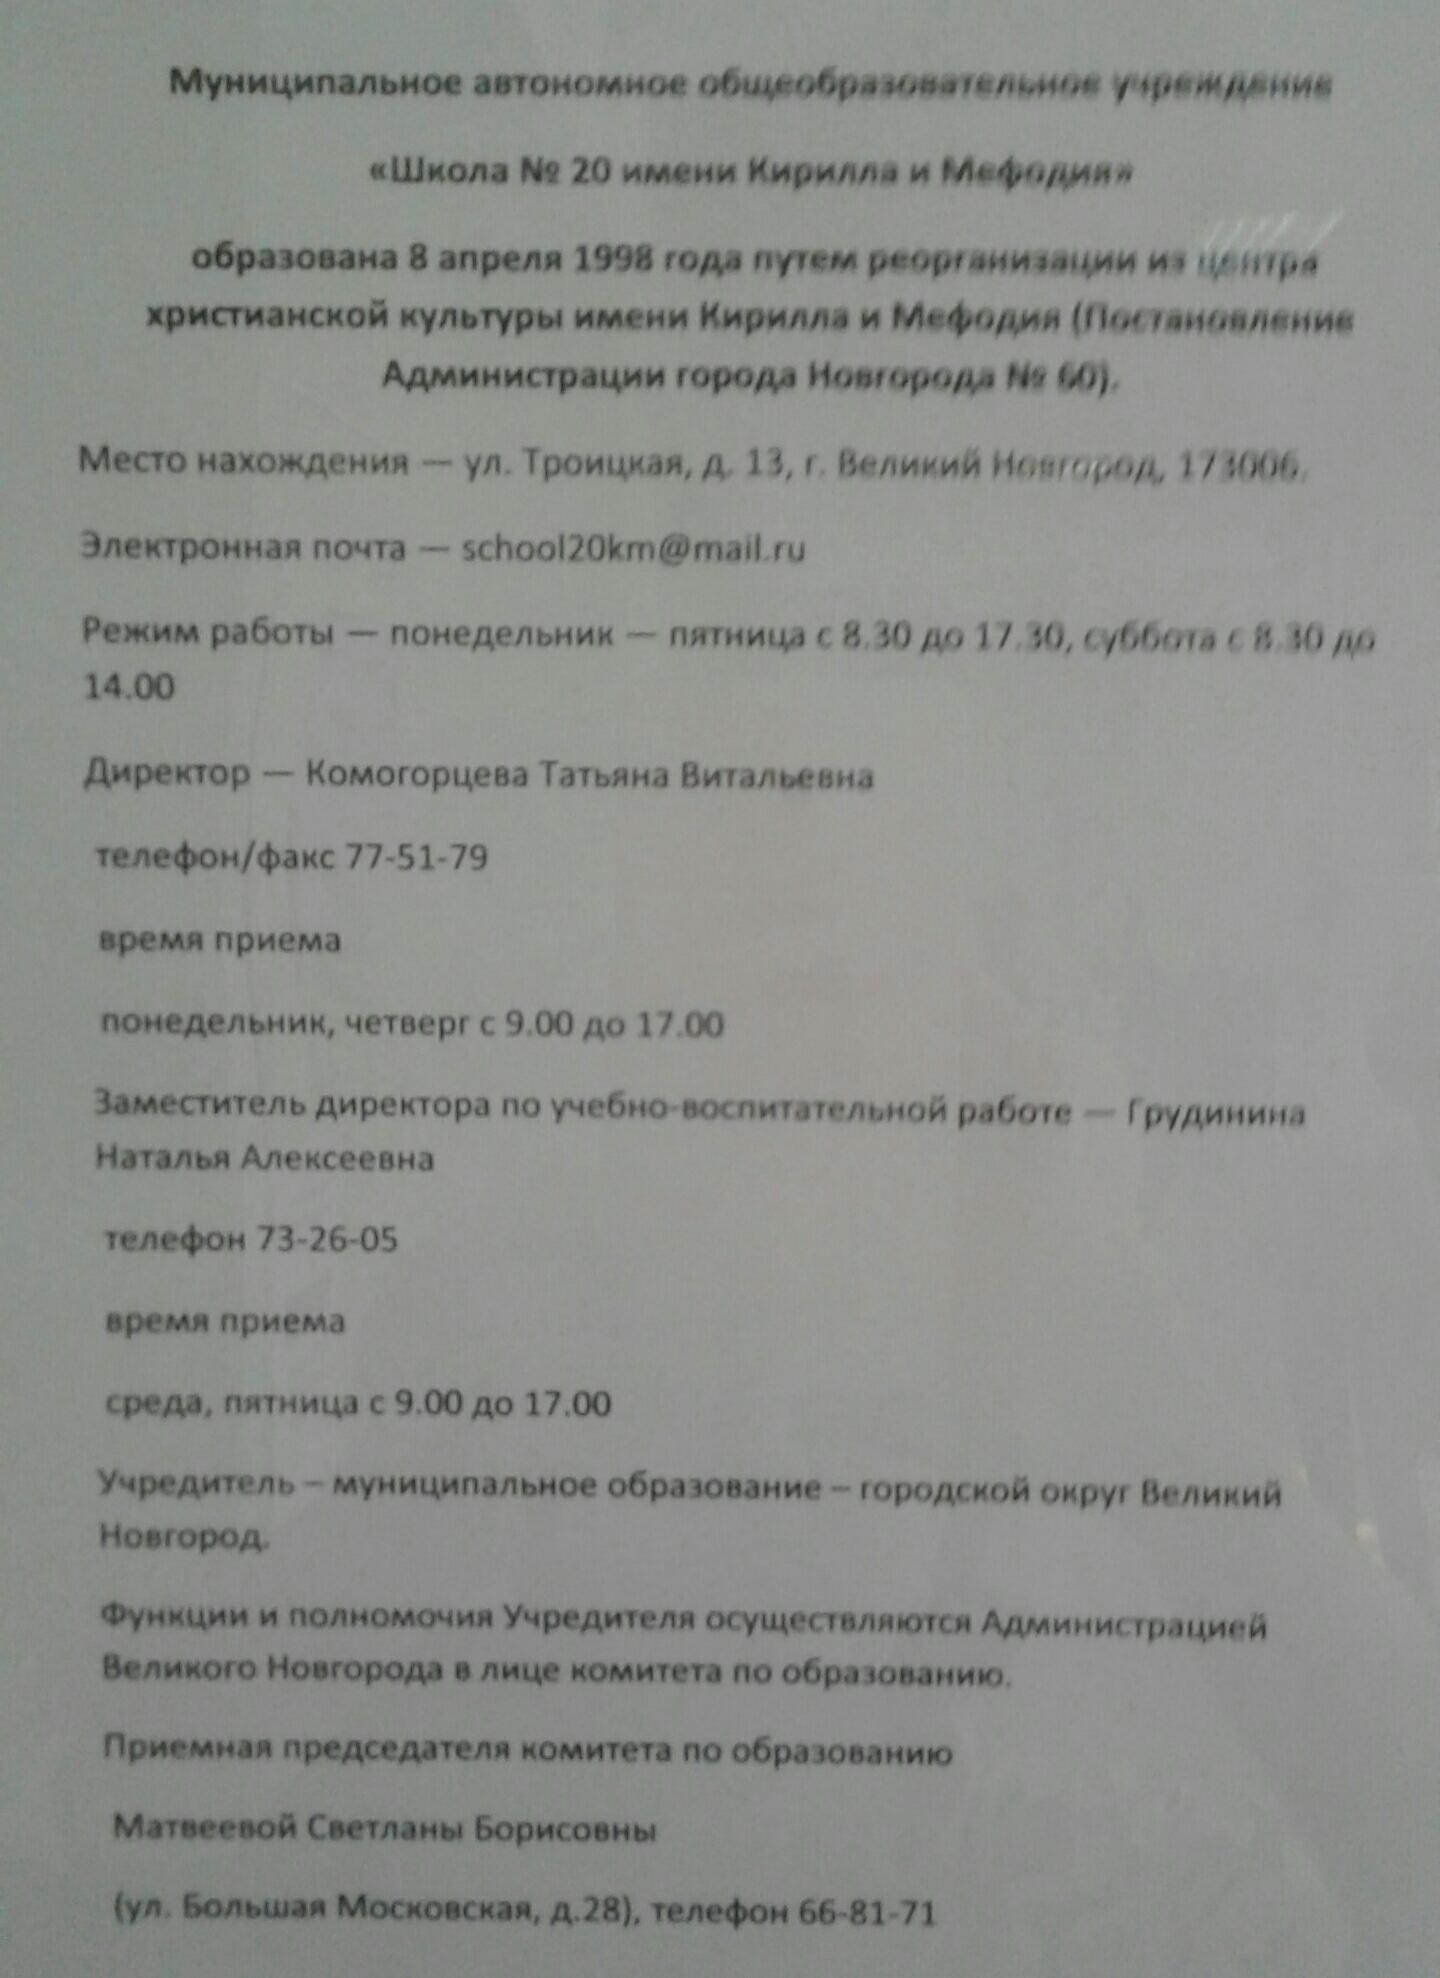 Муниципальное автономное общеобразовательное учреждение
«Школа № 20 имени Кирилла и Мефодия»
образована 8 апреля 1998 года путем реорганизации из центра
христианской культуры имени Кирилла и Мефодия (Постановление
Администрации города Новгорода № 60).
Место нахождения — ул. Троицкая, д. 13, г. Великий Новгород, 173006.
Электронная почта — school20km@mail.ru
Режим работы — понедельник — пятница с 8.30 до 17.30, суббота с 8.30 до
14.00
Директор — Комогорцева Татьяна Витальевна
телефон/факс 77-51-79
время приема
понедельник, четверг с 9.00 до 17.00
Заместитель директора по учебно-воспитательной работе — Грудинина
Наталья Алексеевна
телефон 73-26-05
время приема
среда, пятница с 9.00 до 17.00
Учредитель – муниципальное образование – городской округ Великий
Новгород.
Функции и полномочия Учредителя осуществляются Администрацией
Великого Новгорода в лице комитета по образованию.
Приемная председателя комитета по образованию
Матвеевой Светланы Борисовны
(ул. Большая Московская, д.28), телефон 66-81-71